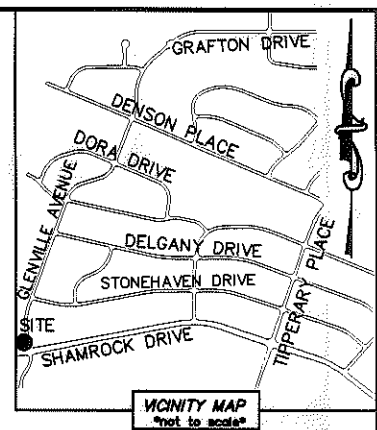 GRAFTON DRIVE
DENSON PLACE
DORA DRIVE
GLENVILLE AVENUE
DELGANY DRIVE
STONEHAVEN DRIVE
TIPPERARY PLACE
SITE
SHAMROCK DRIVE
VICINITY MAP
*not to scale*